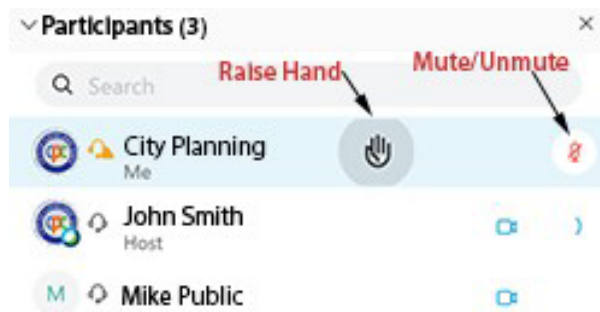 Participants (3)
Raise Hand
Mute/Unmute
Search
City Planning
Me
John Smith
Host
M
Mike Public